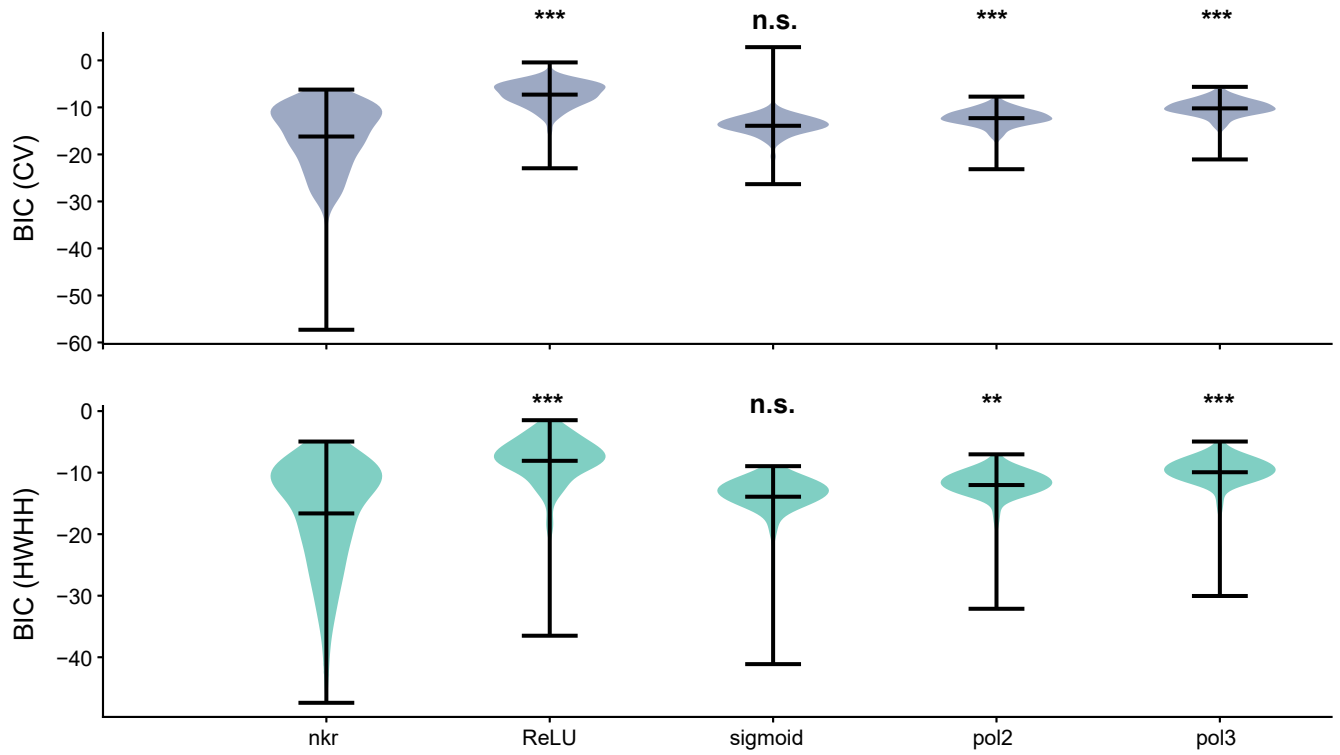 *** n.s. *** ***
BIC (CV)
0
−10
−20
−30
−40
−50
−60
*** n.s. ** ***
BIC (HWHH)
0
−10
−20
−30
−40
nkr ReLU sigmoid pol2 pol3